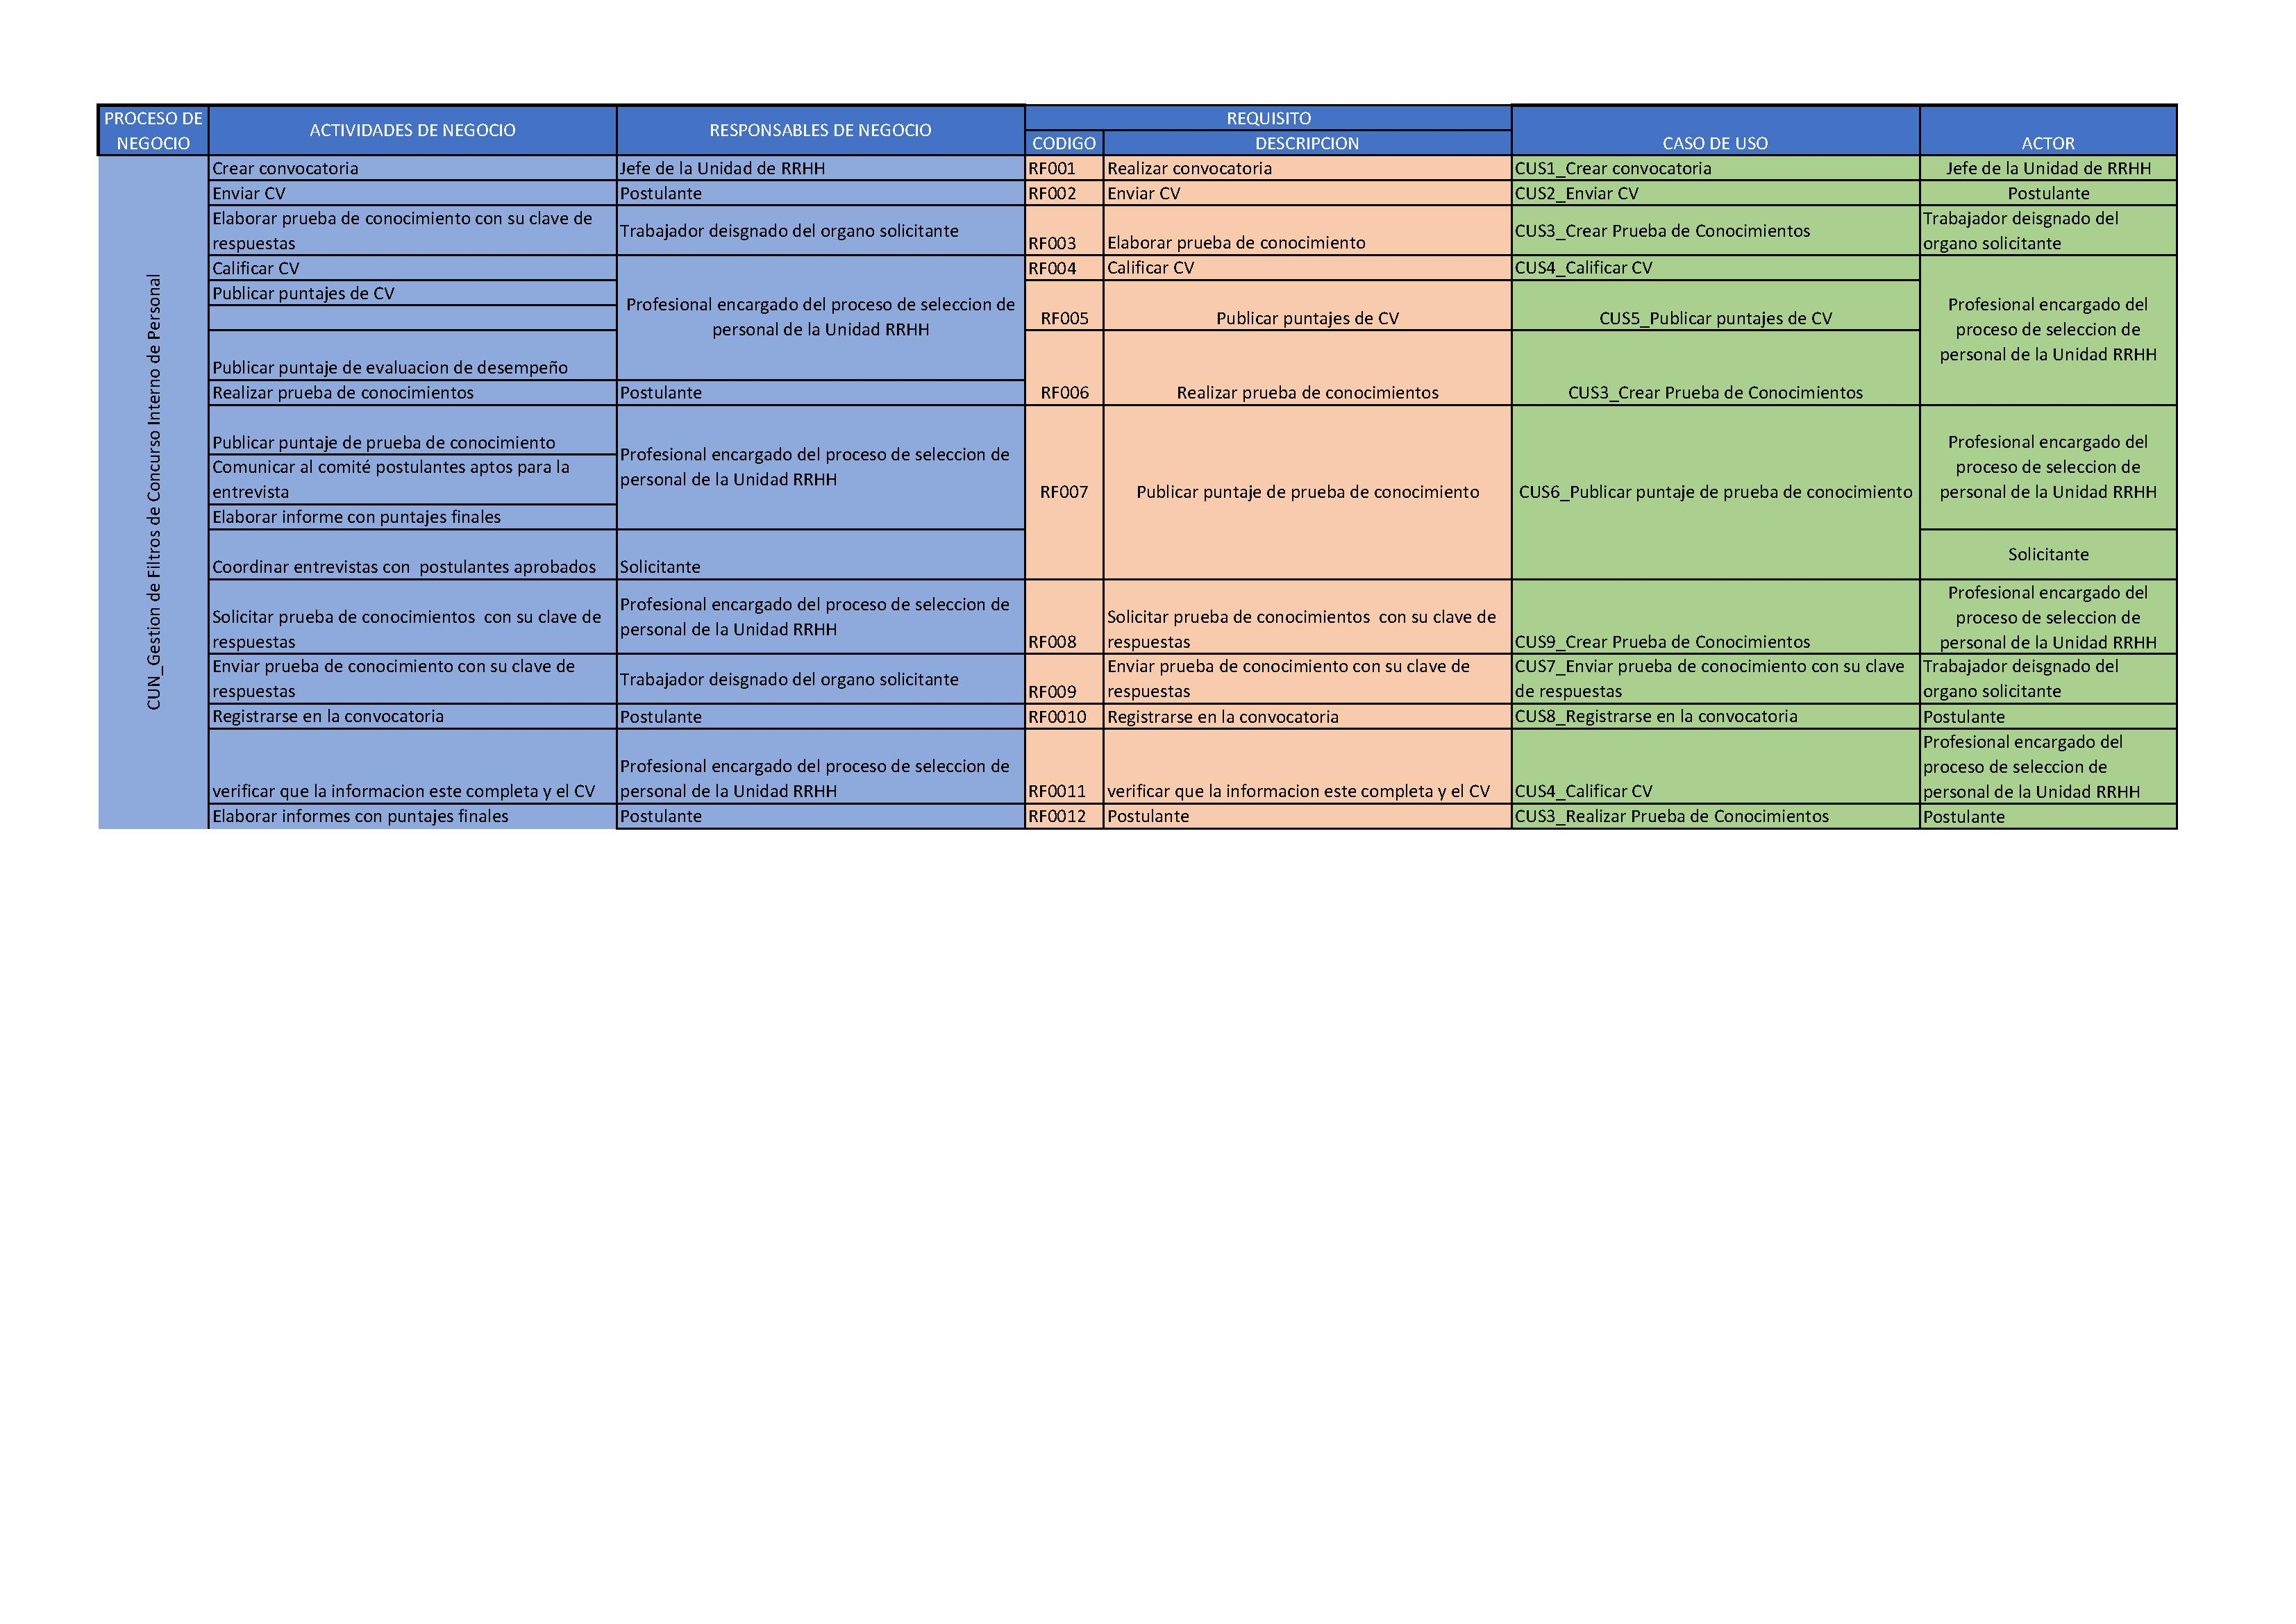 PROCESO DE
NEGOCIO
ACTIVIDADES DE NEGOCIO
RESPONSABLES DE NEGOCIO
REQUISITO
CODIGO
DESCRIPCION
CASO DE USO
ACTOR
CUN_Gestion de Filtros de Concurso Interno de Personal
Crear convocatoria
Jefe de la Unidad de RRHH
RF001
Realizar convocatoria
CUS1_Crear convocatoria
Jefe de la Unidad de RRHH
Enviar CV
Postulante
RF002
Enviar CV
CUS2_Enviar CV
Postulante
Elaborar prueba de conocimiento con su clave de
respuestas
Trabajador deisgnado del organo solicitante
RF003
Elaborar prueba de conocimiento
CUS3_Crear Prueba de Conocimientos
Trabajador deisgnado del
organo solicitante
Calificar CV
Profesional encargado del proceso de seleccion de
personal de la Unidad RRHH
RF004
Calificar CV
CUS4_Calificar CV
Profesional encargado del
proceso de seleccion de
personal de la Unidad RRHH
Publicar puntajes de CV
RF005
Publicar puntajes de CV
CUS5_Publicar puntajes de CV
Publicar puntaje de evaluacion de desempeño
Realizar prueba de conocimientos
Postulante
RF006
Realizar prueba de conocimientos
CUS3_Crear Prueba de Conocimientos
Publicar puntaje de prueba de conocimiento
Comunicar al comité postulantes aptos para la
entrevista
Elaborar informe con puntajes finales
Profesional encargado del proceso de seleccion de
personal de la Unidad RRHH
RF007
Publicar puntaje de prueba de conocimiento
CUS6_Publicar puntaje de prueba de conocimiento
Profesional encargado del
proceso de seleccion de
personal de la Unidad RRHH
Coordinar entrevistas con  postulantes aprobados
Solicitante
Solicitante
Solicitar prueba de conocimientos  con su clave de
respuestas
Profesional encargado del proceso de seleccion de
personal de la Unidad RRHH
RF008
Solicitar prueba de conocimientos  con su clave de
respuestas
CUS9_Crear Prueba de Conocimientos
Profesional encargado del
proceso de seleccion de
personal de la Unidad RRHH
Enviar prueba de conocimiento con su clave de
respuestas
Trabajador deisgnado del organo solicitante
RF009
Enviar prueba de conocimiento con su clave de
respuestas
CUS7_Enviar prueba de conocimiento con su clave
de respuestas
Trabajador deisgnado del
organo solicitante
Registrarse en la convocatoria
Postulante
RF0010
Registrarse en la convocatoria
CUS8_Registrarse en la convocatoria
Postulante
verificar que la informacion este completa y el CV
Profesional encargado del proceso de seleccion de
personal de la Unidad RRHH
RF0011
verificar que la informacion este completa y el CV
CUS4_Calificar CV
Profesional encargado del
proceso de seleccion de
personal de la Unidad RRHH
Elaborar informes con puntajes finales
Postulante
RF0012
Postulante
CUS3_Realizar Prueba de Conocimientos
Postulante